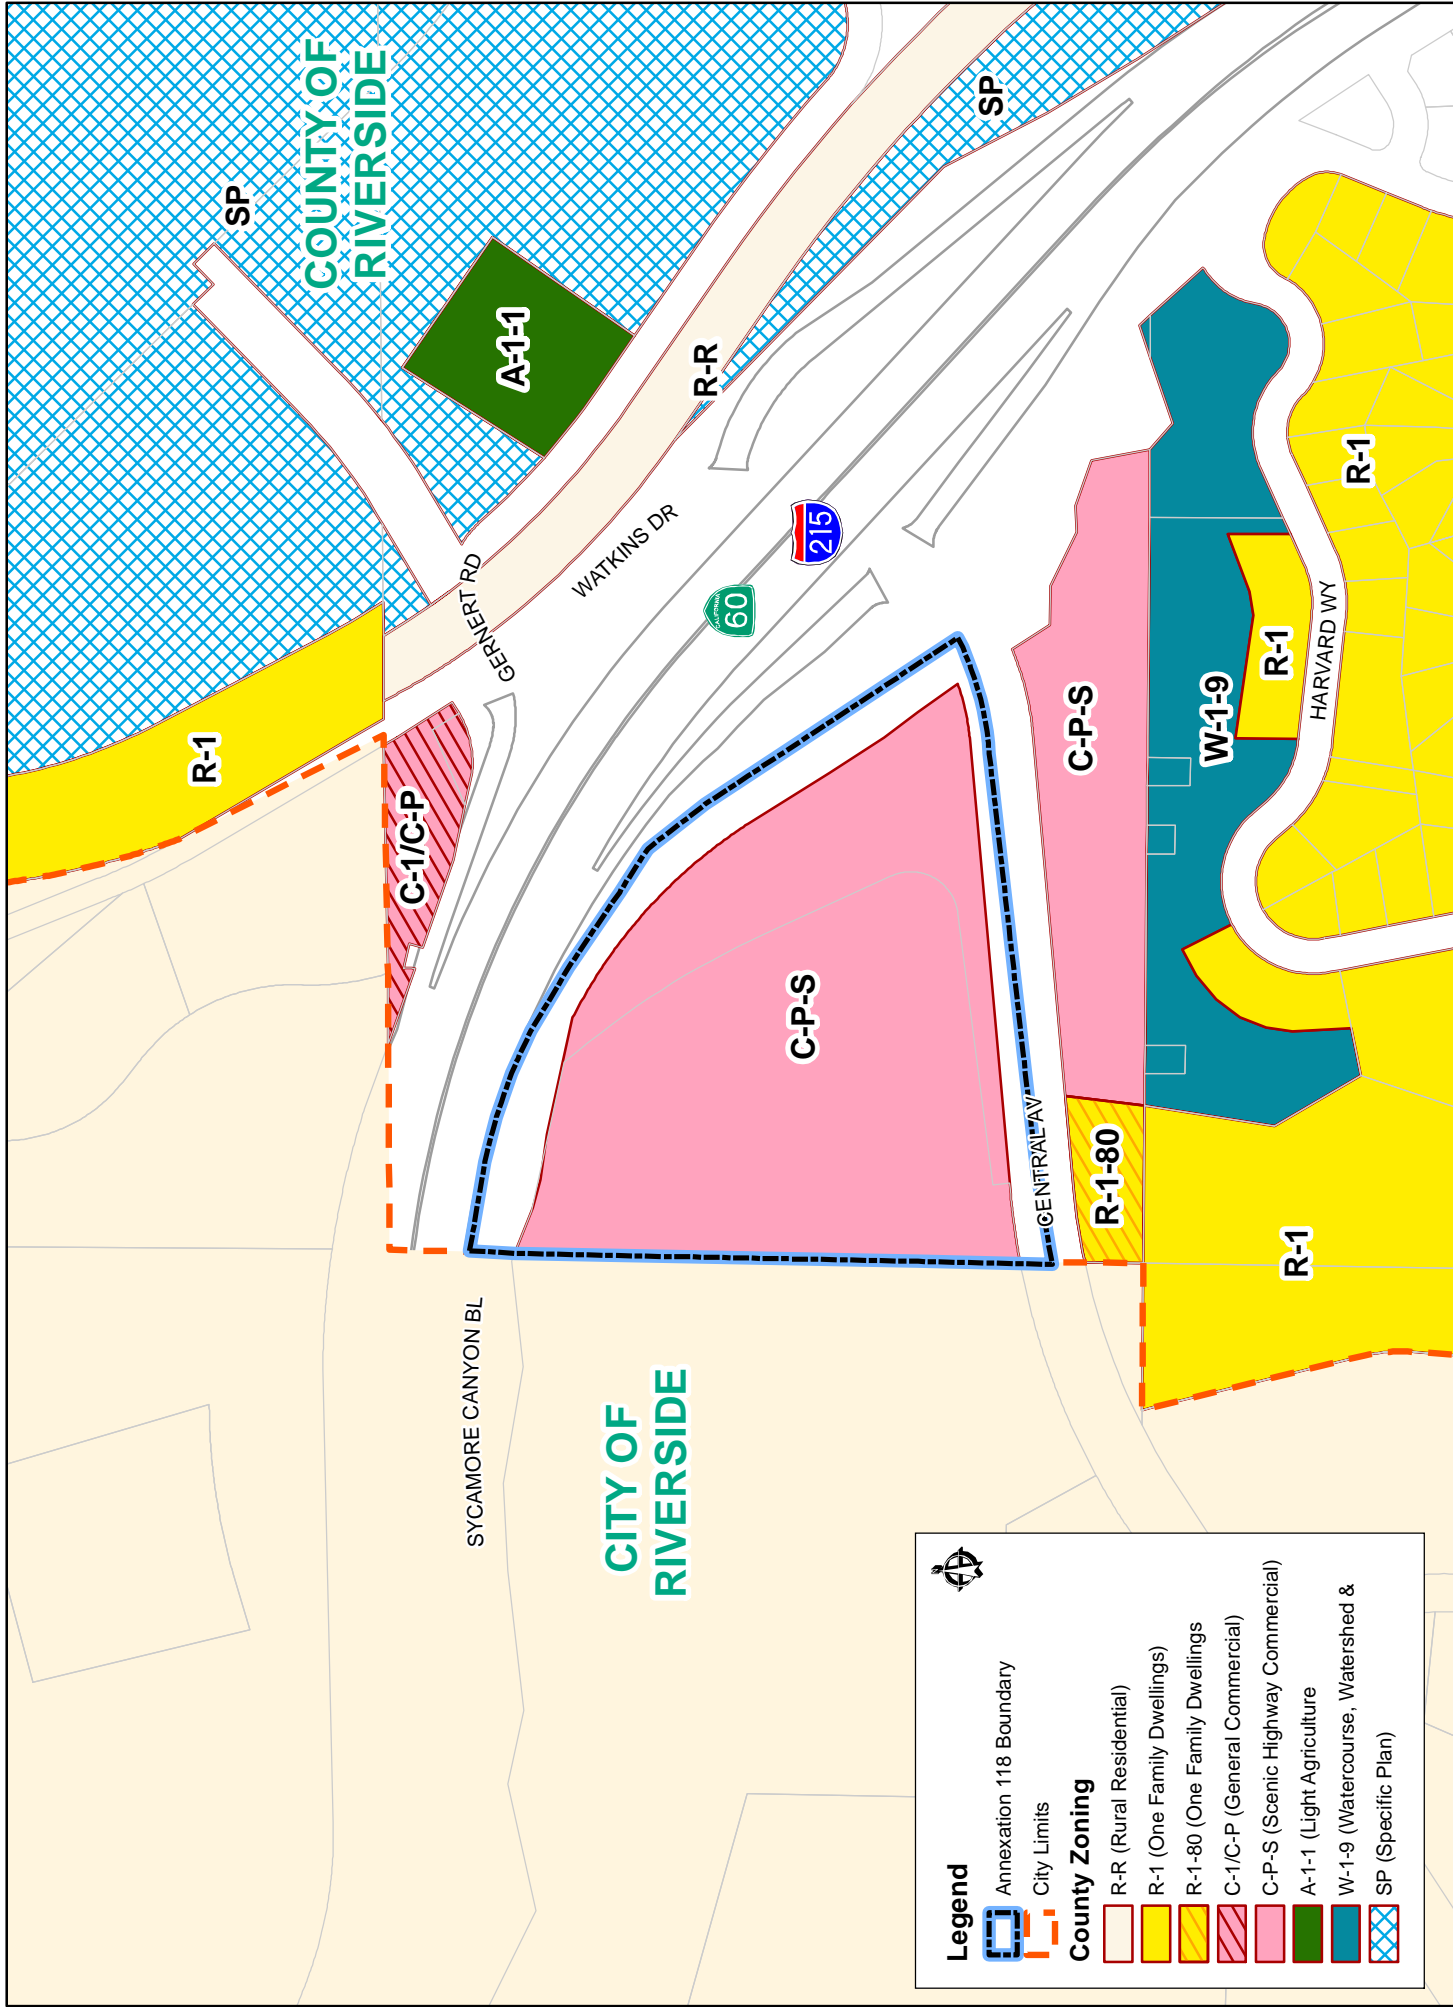 COUNTY OF
RIVERSIDE
SP
SP
A-1-1
R-R
R-1
C-1/C-P
GERNERT RD
WATKINS DR
CALIFORNIA
60
215
C-P-S
C-P-S
W-1-9
R-1
HARVARD WY
R-1
CENTRAL AV
R-1-80
R-1
SYCAMORE CANYON BL
CITY OF
RIVERSIDE
Legend
Annexation 118 Boundary
City Limits
County Zoning
R-R (Rural Residential)
R-1 (One Family Dwellings)
R-1-80 (One Family Dwellings
C-1/C-P (General Commercial)
C-P-S (Scenic Highway Commercial)
A-1-1 (Light Agriculture
W-1-9 (Watercourse, Watershed &
SP (Specific Plan)